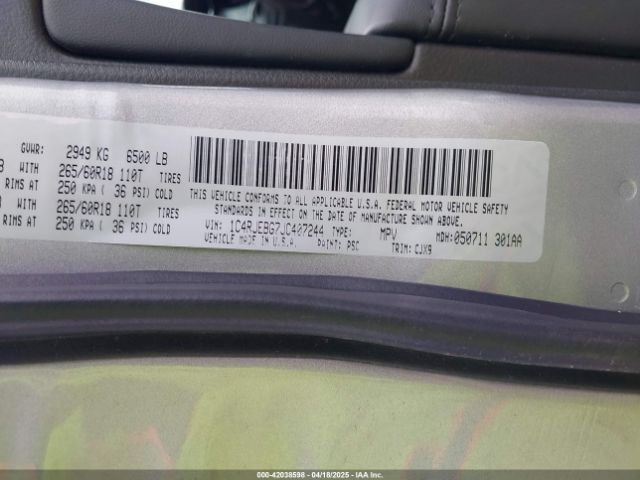 GVWR: 2949 KG 6500 LB
WITH 265/60R18 110T TIRES
RIMS AT 250 KPA ( 36 PSI) COLD
WITH 265/60R18 110T TIRES
RIMS AT 250 KPA ( 36 PSI) COLD
THIS VEHICLE CONFORMS TO ALL APPLICABLE U.S.A. FEDERAL MOTOR VEHICLE SAFETY
STANDARDS IN EFFECT ON THE DATE OF MANUFACTURE SHOWN ABOVE.
VIN: 1C4RJEBG7JC407244 TYPE: MPV MDH:050711 301AA
VEHICLE MADE IN U.S.A. PAINT: PSC TRIM: CJX9
000-42038598 - 04/18/2025 - IAA Inc.